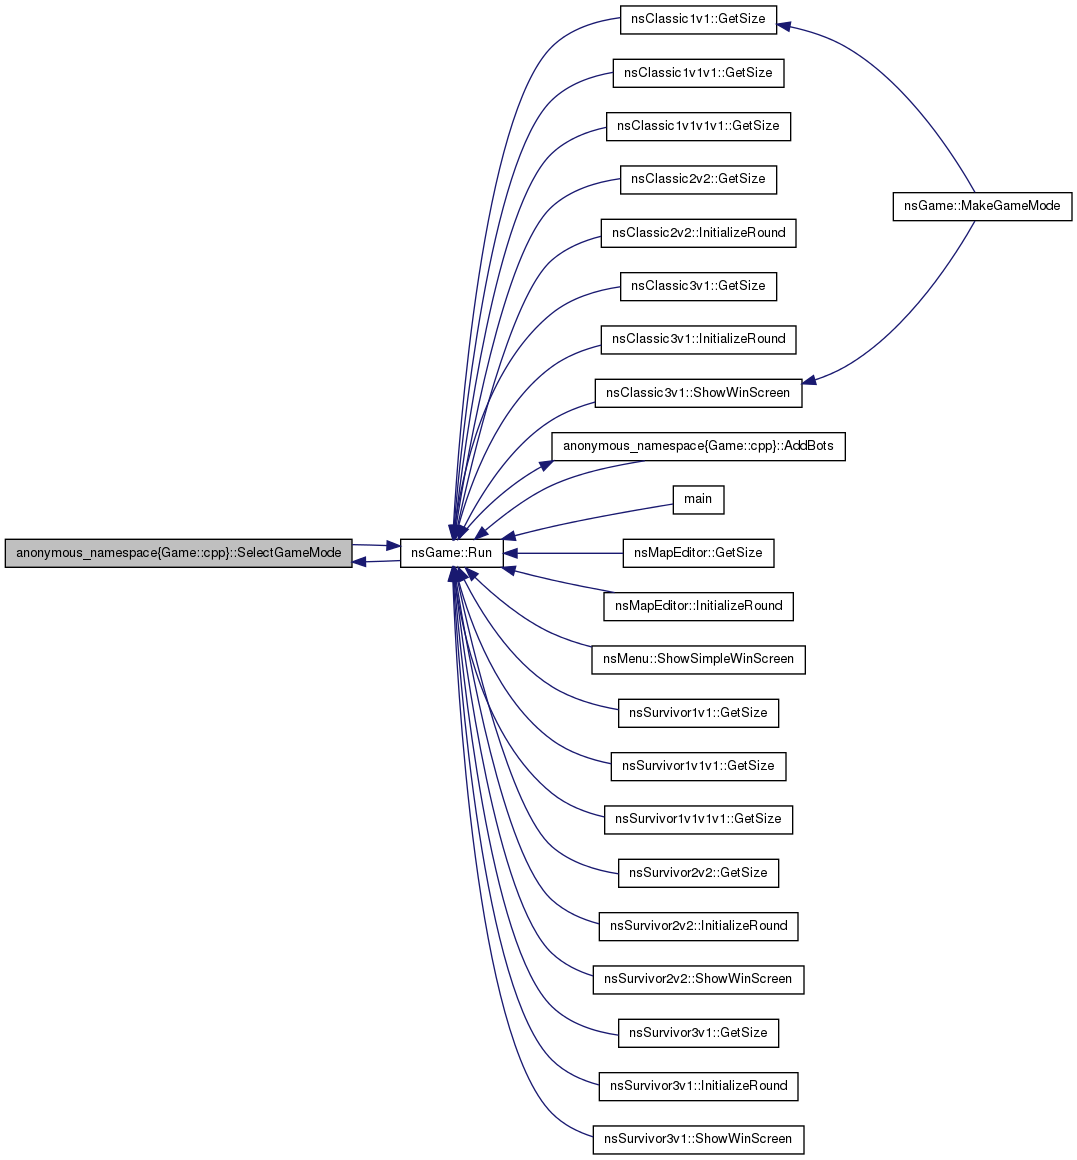 nsClassic1v1::GetSize
nsClassic1v1v1::GetSize
nsClassic1v1v1v1::GetSize
nsClassic2v2::GetSize
nsGame::MakeGameMode
nsClassic2v2::InitializeRound
nsClassic3v1::GetSize
nsClassic3v1::InitializeRound
nsClassic3v1::ShowWinScreen
anonymous_namespace{Game::cpp}::AddBots
main
anonymous_namespace{Game::cpp}::SelectGameMode
nsGame::Run
nsMapEditor::GetSize
nsMapEditor::InitializeRound
nsMenu::ShowSimpleWinScreen
nsSurvivor1v1::GetSize
nsSurvivor1v1v1::GetSize
nsSurvivor1v1v1v1::GetSize
nsSurvivor2v2::GetSize
nsSurvivor2v2::InitializeRound
nsSurvivor2v2::ShowWinScreen
nsSurvivor3v1::GetSize
nsSurvivor3v1::InitializeRound
nsSurvivor3v1::ShowWinScreen